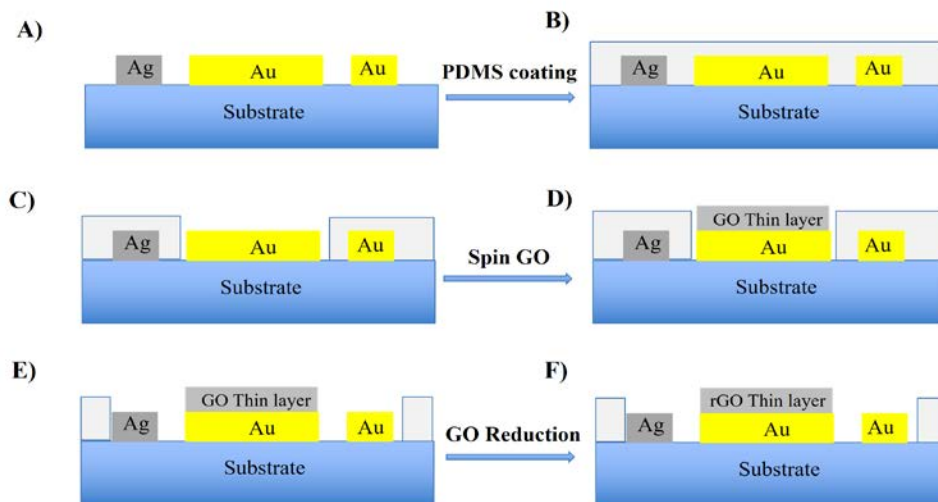 A)
Ag
Au
Au
Substrate
PDMS coating
B)
Ag
Au
Au
Substrate
C)
Ag
Au
Au
Substrate
Spin GO
D)
GO Thin layer
Ag
Au
Au
Substrate
E)
GO Thin layer
Ag
Au
Au
Substrate
GO Reduction
F)
rGO Thin layer
Ag
Au
Au
Substrate